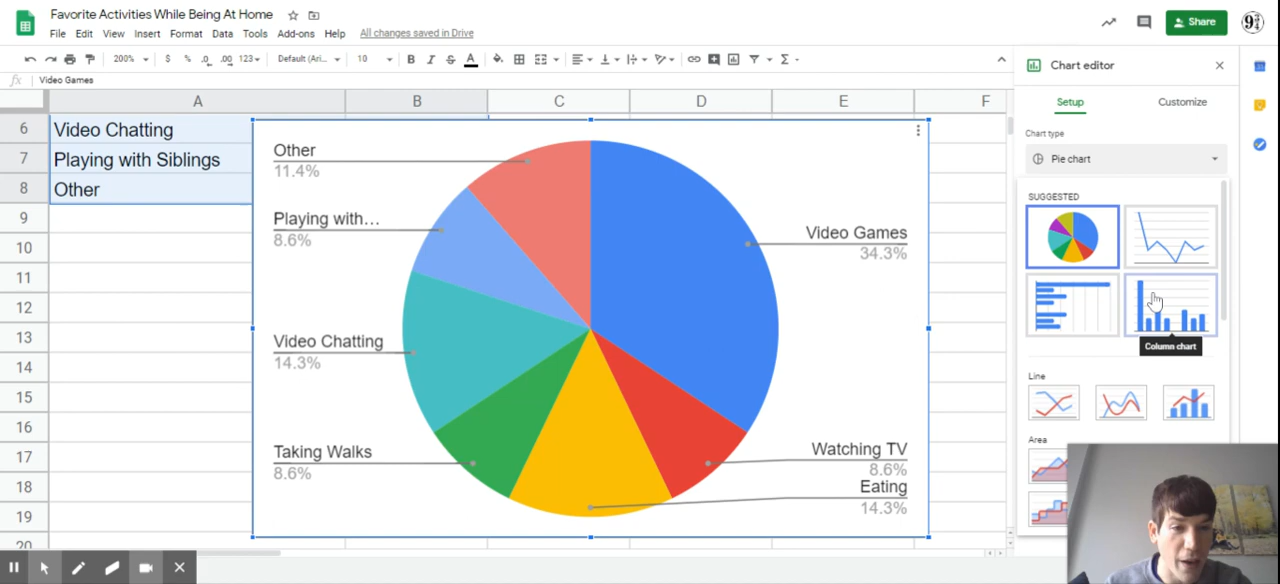 Favorite Activities While Being At Home
File Edit View Insert Format Data Tools Add-ons Help All changes saved in Drive
Share
200% $ % .0 .00 123 Default (Ari... 10 B I S A
fx Video Games
A B C D E F
6 Video Chatting
7 Playing with Siblings
8 Other
9
10
11
12
13
14
15
16
17
18
19
20
Other
11.4%
Playing with…
8.6%
Video Chatting
14.3%
Taking Walks
8.6%
Video Games
34.3%
Watching TV
8.6%
Eating
14.3%
Chart editor
Setup Customize
Chart type
Pie chart
SUGGESTED
Column chart
Line
Area